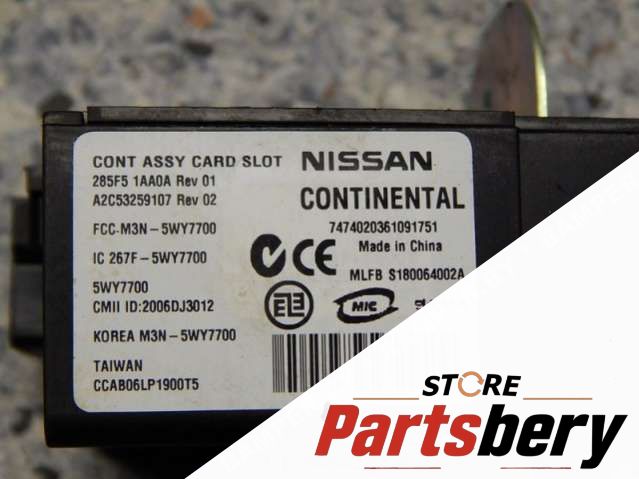 CONT ASSY CARD SLOT NISSAN
285F5 1AA0A Rev 01
A2C53259107 Rev 02 CONTINENTAL
FCC-M3N-5WY7700 7474020361091751
Made in China
IC 267F-5WY7700 CE
MLFB S180064002A
5WY7700
CMII ID:2006DJ3012 MIC
KOREA M3N-5WY7700
TAIWAN
CCAB06LP1900T5
STORE
Partsbery